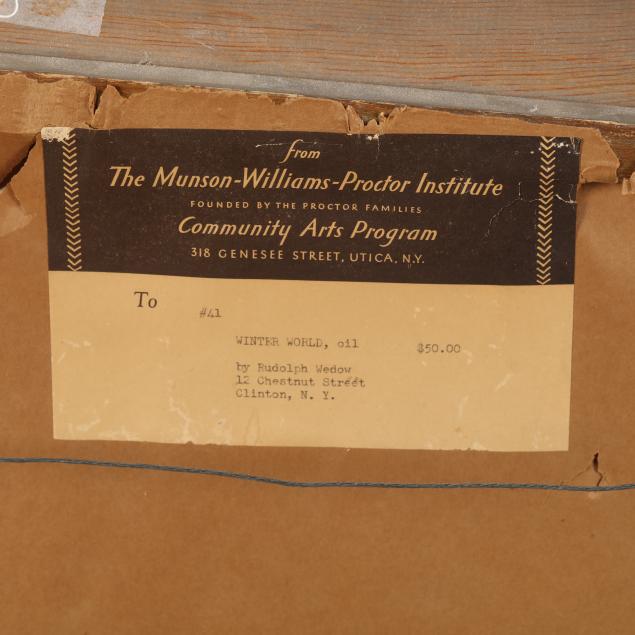 from
The Munson-Williams-Proctor Institute
FOUNDED BY THE PROCTOR FAMILIES
Community Arts Program
318 GENESEE STREET, UTICA, N.Y.
To
#41
WINTER WORLD, oil $50.00
by Rudolph Wedow
12 Chestnut Street
Clinton, N. Y.